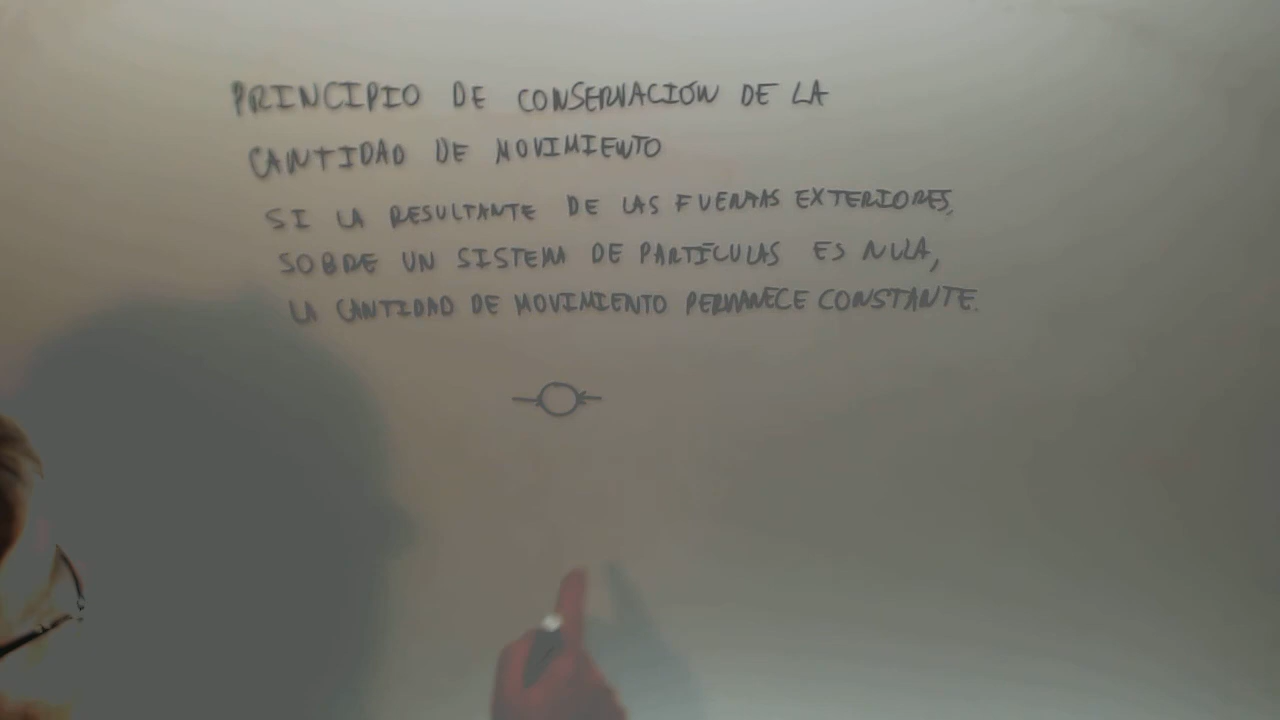 PRINCIPIO DE CONSERVACIÓN DE LA
CANTIDAD DE MOVIMIENTO
SI LA RESULTANTE DE LAS FUERZAS EXTERIORES,
SOBRE UN SISTEMA DE PARTÍCULAS ES NULA,
LA CANTIDAD DE MOVIMIENTO PERMANECE CONSTANTE.